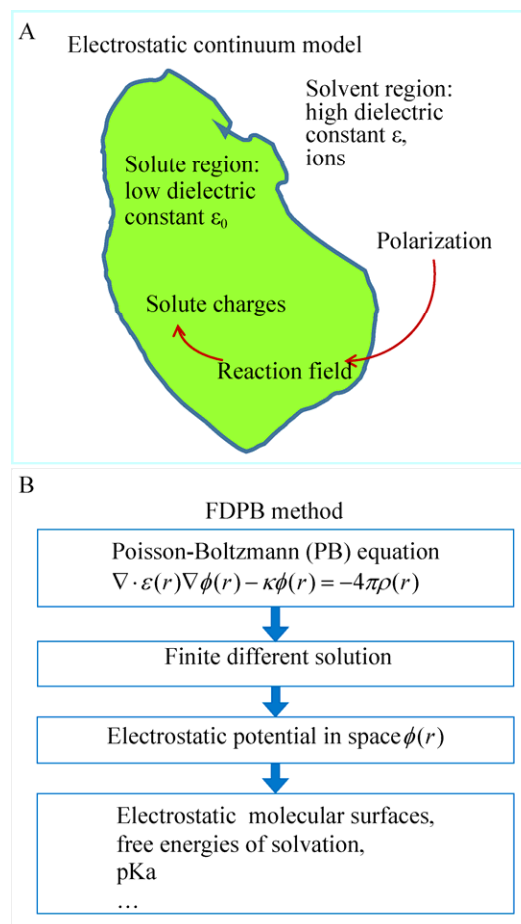 A
Electrostatic continuum model
Solvent region:
high dielectric
constant ε,
ions
Solute region:
low dielectric
constant ε₀
Polarization
Solute charges
Reaction field
B
FDPB method
Poisson-Boltzmann (PB) equation
∇·ε(r)∇ϕ(r)−κϕ(r)=−4πρ(r)
Finite different solution
Electrostatic potential in space ϕ(r)
Electrostatic molecular surfaces,
free energies of solvation,
pKa
…